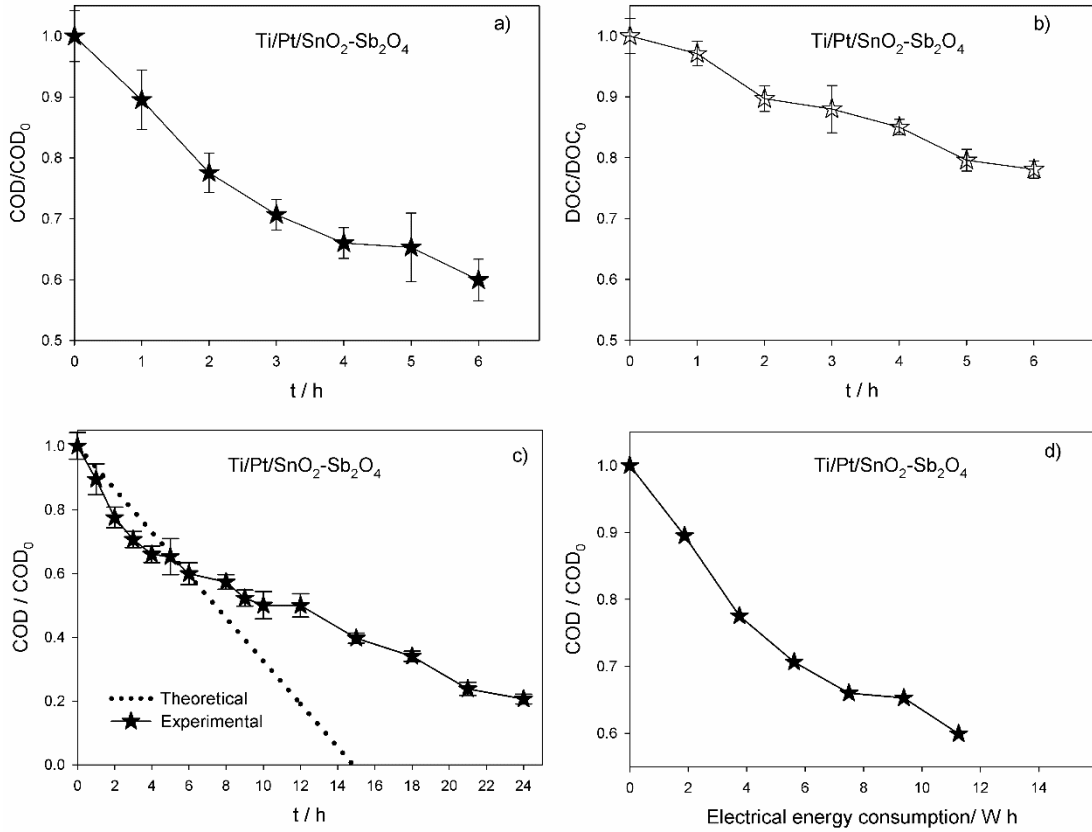 a)
Ti/Pt/SnO₂-Sb₂O₄
COD/COD₀
1.0
0.9
0.8
0.7
0.6
0.5
0 1 2 3 4 5 6
t / h
b)
Ti/Pt/SnO₂-Sb₂O₄
DOC/DOC₀
1.0
0.9
0.8
0.7
0.6
0.5
0 1 2 3 4 5 6
t / h
c)
Ti/Pt/SnO₂-Sb₂O₄
COD / COD₀
1.0
0.8
0.6
0.4
0.2
0.0
Theoretical
Experimental
0 2 4 6 8 10 12 14 16 18 20 22 24
t / h
d)
Ti/Pt/SnO₂-Sb₂O₄
COD / COD₀
1.0
0.9
0.8
0.7
0.6
0 2 4 6 8 10 12 14
Electrical energy consumption/ W h